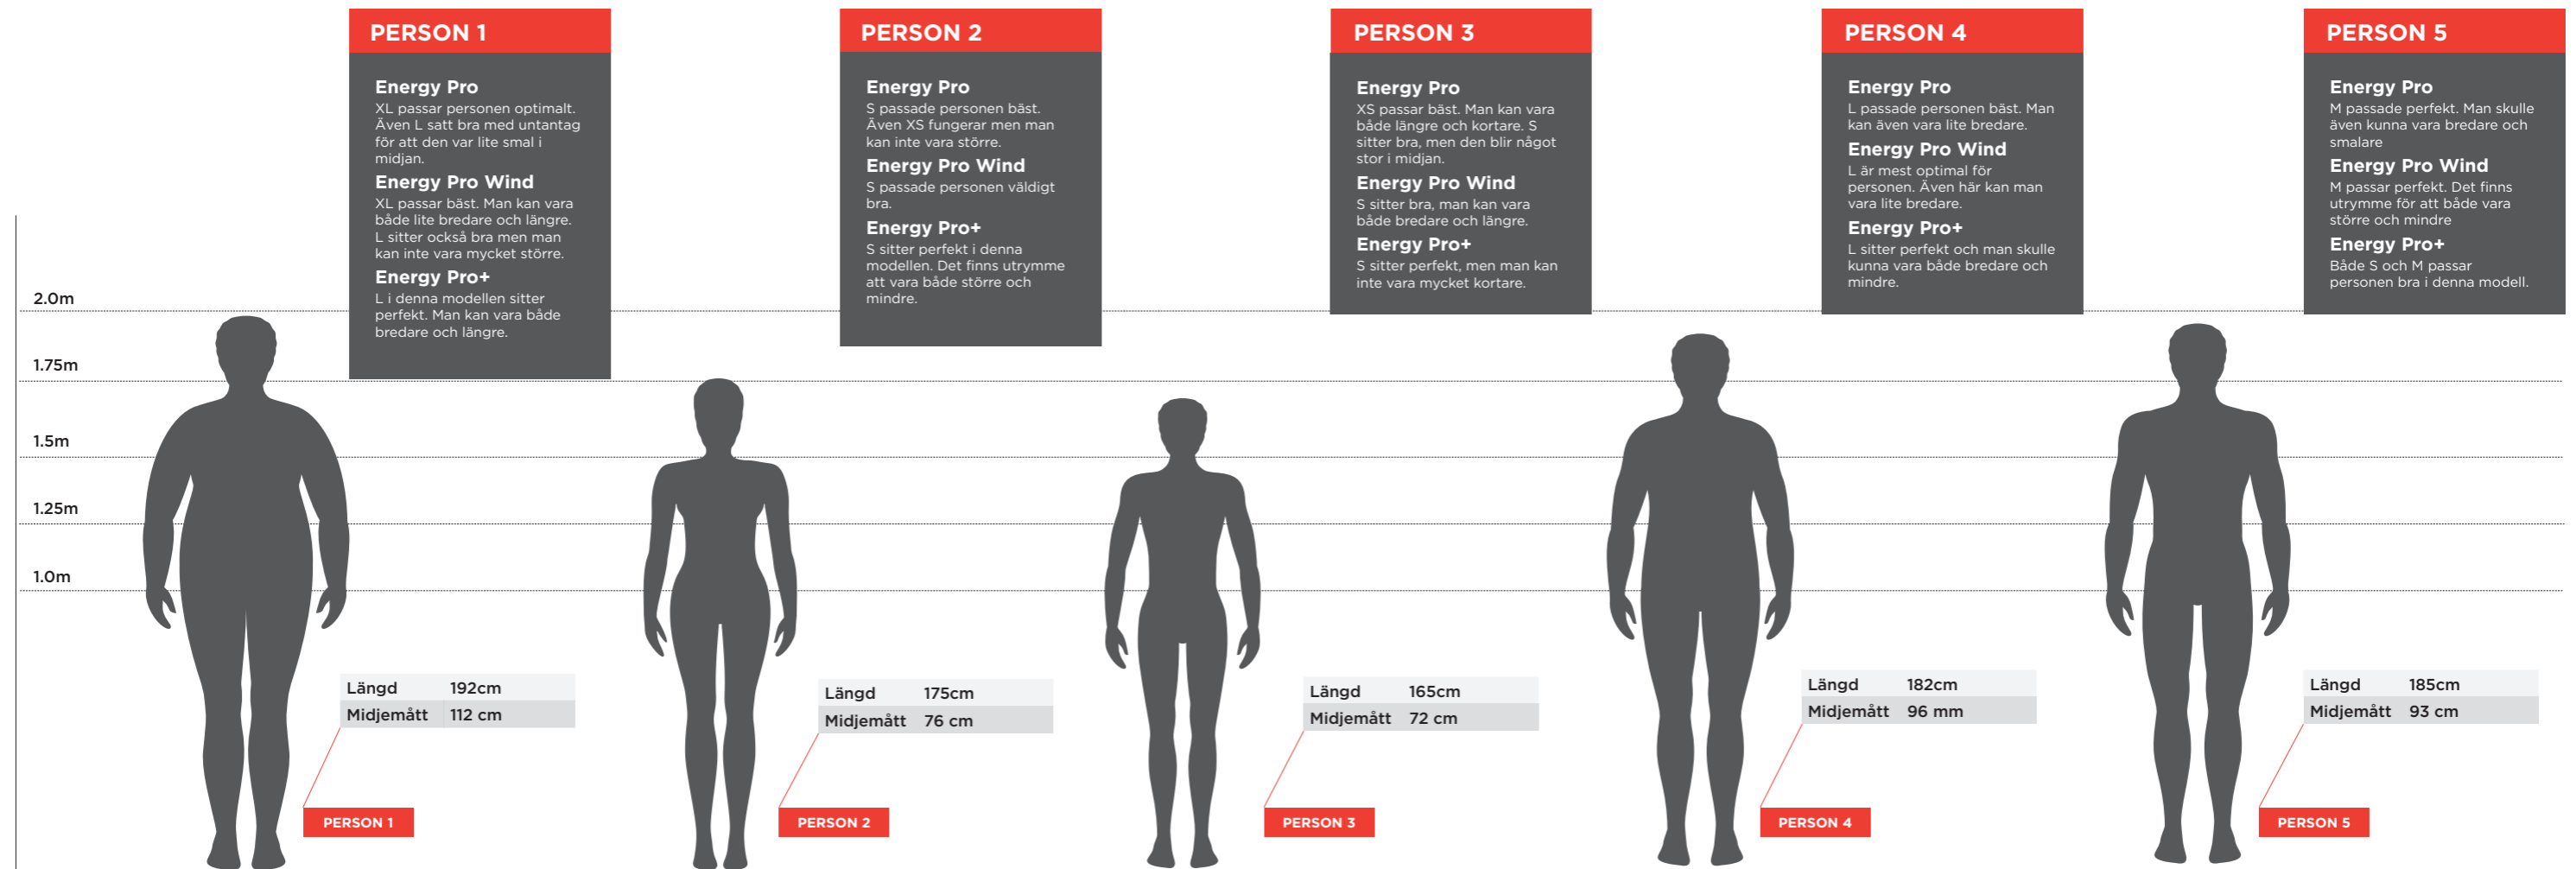 PERSON 1
Energy Pro
XL passar personen optimalt.
Även L satt bra med untantag
för att den var lite smal i
midjan.
Energy Pro Wind
XL passar bäst. Man kan vara
både lite bredare och längre.
L sitter också bra men man
kan inte vara mycket större.
Energy Pro+
L i denna modellen sitter
perfekt. Man kan vara både
bredare och längre.
PERSON 2
Energy Pro
S passade personen bäst.
Även XS fungerar men man
kan inte vara större.
Energy Pro Wind
S passade personen väldigt
bra.
Energy Pro+
S sitter perfekt i denna
modellen. Det finns utrymme
att vara både större och
mindre.
PERSON 3
Energy Pro
XS passar bäst. Man kan vara
både längre och kortare. S
sitter bra, men den blir något
stor i midjan.
Energy Pro Wind
S sitter bra, man kan vara
både bredare och längre.
Energy Pro+
S sitter perfekt, men man kan
inte vara mycket kortare.
PERSON 4
Energy Pro
L passade personen bäst. Man
kan även vara lite bredare.
Energy Pro Wind
L är mest optimal för
personen. Även här kan man
vara lite bredare.
Energy Pro+
L sitter perfekt och man skulle
kunna vara både bredare och
mindre.
PERSON 5
Energy Pro
M passade perfekt. Man skulle
även kunna vara bredare och
smalare
Energy Pro Wind
M passar perfekt. Det finns
utrymme för att både vara
större och mindre
Energy Pro+
Både S och M passar
personen bra i denna modell.
2.0m
1.75m
1.5m
1.25m
1.0m
Längd 192cm
Midjemått 112 cm
PERSON 1
Längd 175cm
Midjemått 76 cm
PERSON 2
Längd 165cm
Midjemått 72 cm
PERSON 3
Längd 182cm
Midjemått 96 mm
PERSON 4
Längd 185cm
Midjemått 93 cm
PERSON 5